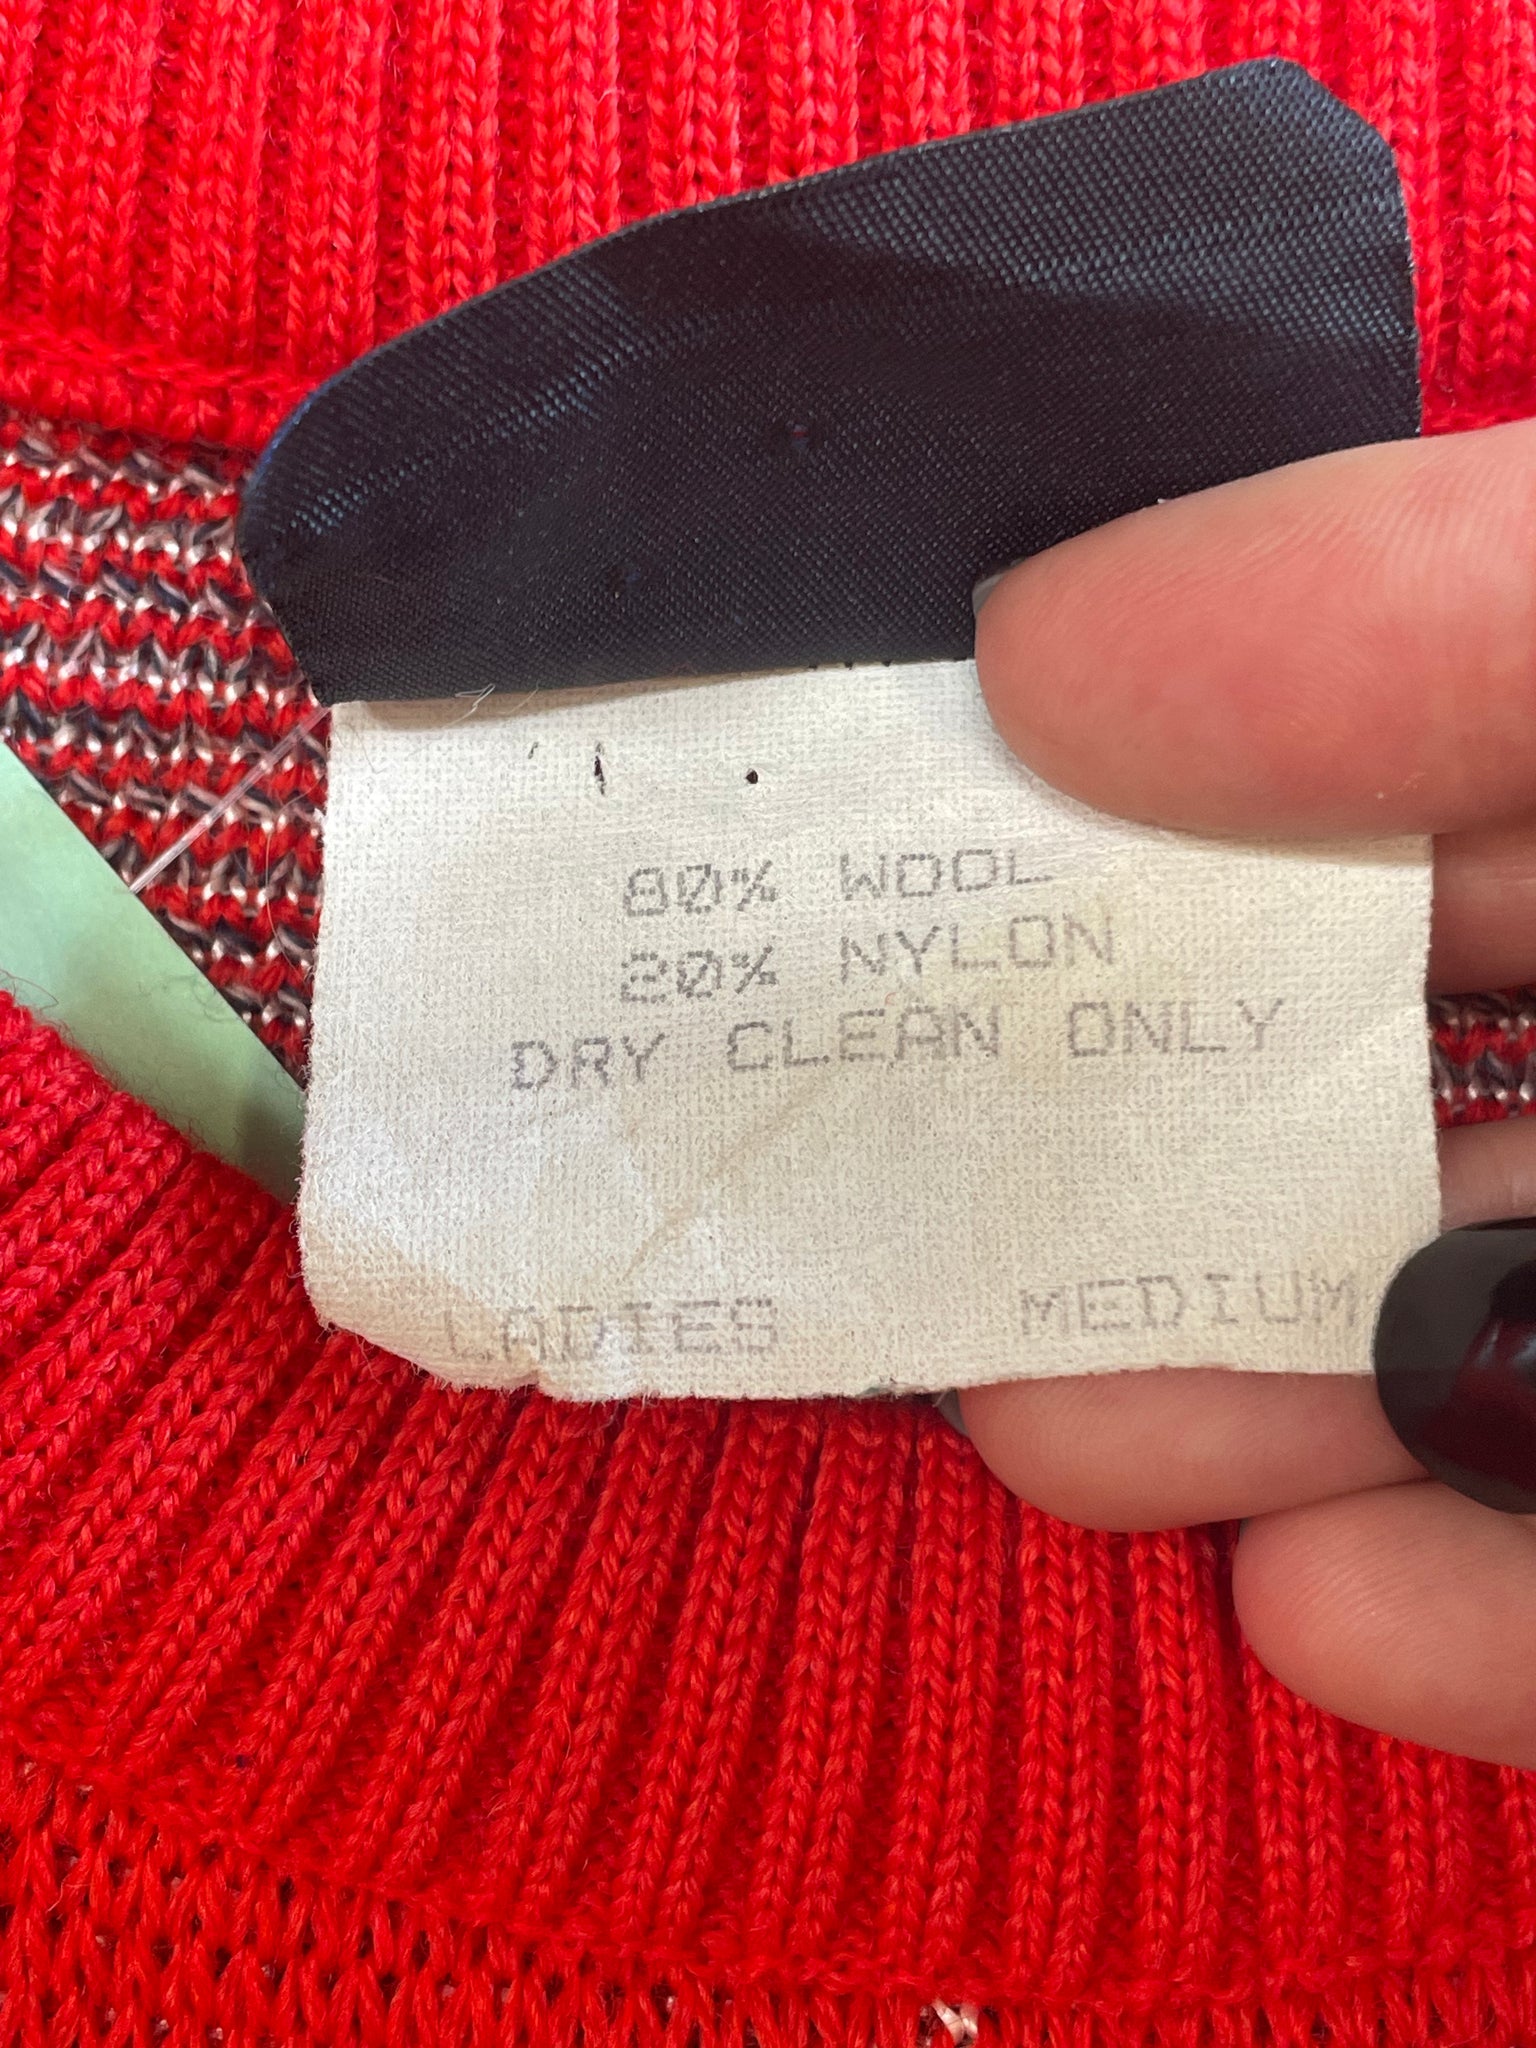 80% WOOL
20% NYLON
DRY CLEAN ONLY
LADIES MEDIUM